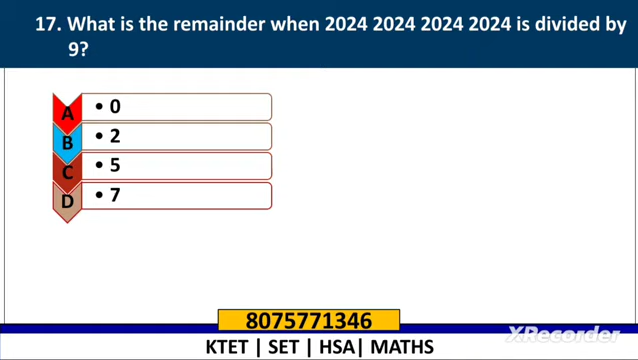 17. What is the remainder when 2024 2024 2024 2024 is divided by
9?
A • 0
B • 2
C • 5
D • 7
8075771346
XRecorder
KTET | SET | HSA| MATHS